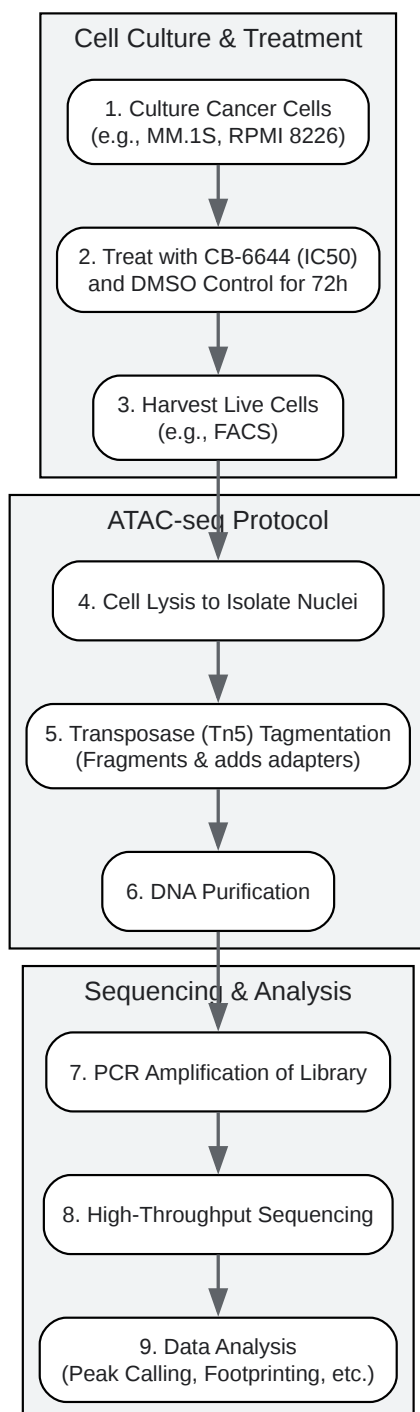 Cell Culture & Treatment
1. Culture Cancer Cells
(e.g., MM.1S, RPMI 8226)
2. Treat with CB-6644 (IC50)
and DMSO Control for 72h
3. Harvest Live Cells
(e.g., FACS)
ATAC-seq Protocol
4. Cell Lysis to Isolate Nuclei
5. Transposase (Tn5) Tagmentation
(Fragments & adds adapters)
6. DNA Purification
Sequencing & Analysis
7. PCR Amplification of Library
8. High-Throughput Sequencing
9. Data Analysis
(Peak Calling, Footprinting, etc.)